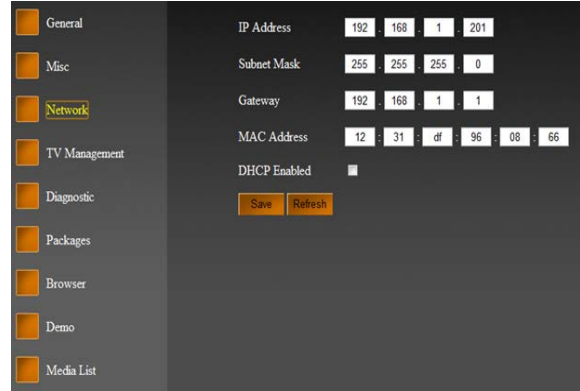 General
Misc
Network
TV Management
Diagnostic
Packages
Browser
Demo
Media List
IP Address 192 . 168 . 1 . 201
Subnet Mask 255 . 255 . 255 . 0
Gateway 192 . 168 . 1 . 1
MAC Address 12 : 31 : df : 96 : 08 : 66
DHCP Enabled
Save Refresh